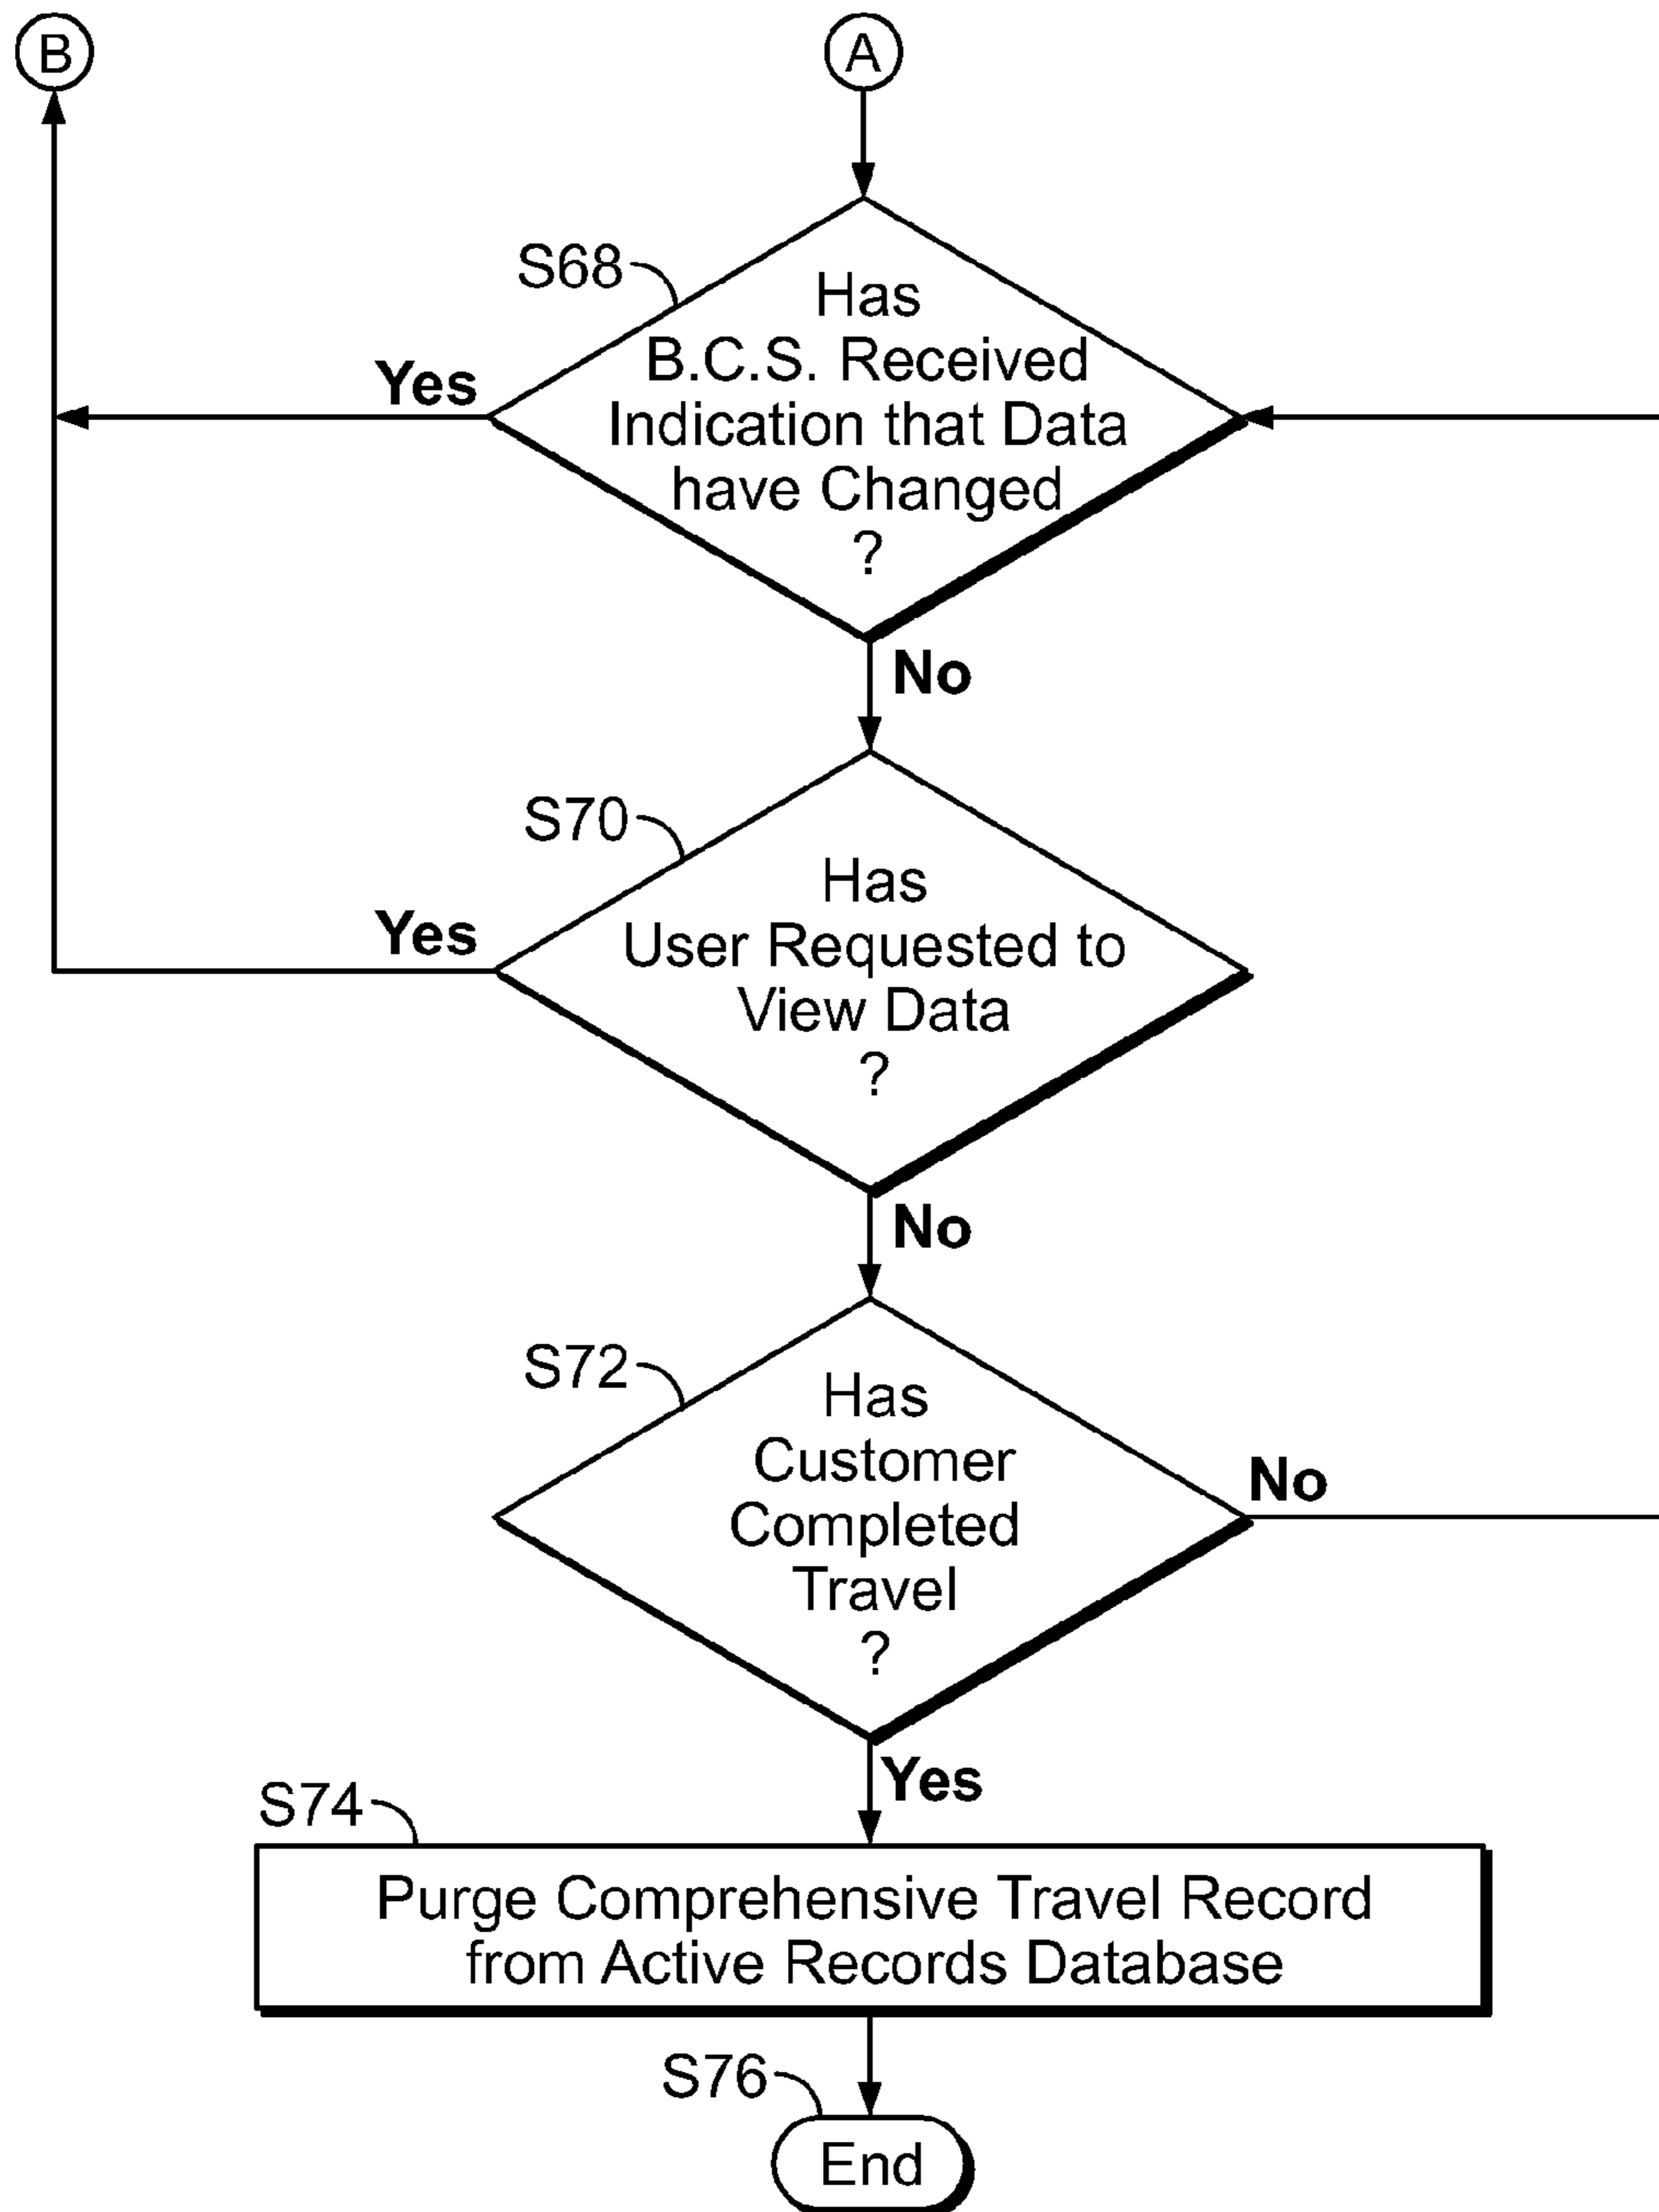 B
A
S68
Has
B.C.S. Received
Indication that Data
have Changed
?
Yes
No
S70
Has
User Requested to
View Data
?
Yes
No
S72
Has
Customer
Completed
Travel
?
No
Yes
S74
Purge Comprehensive Travel Record
from Active Records Database
S76
End